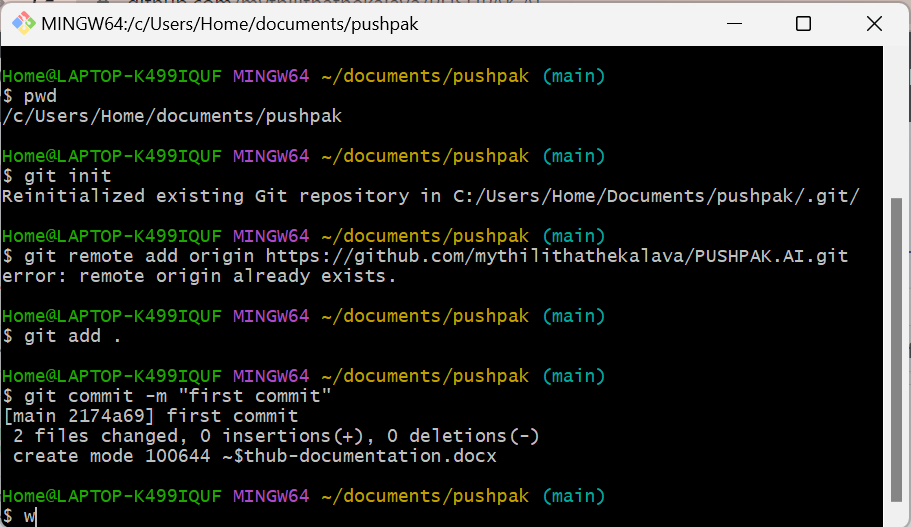 MINGW64:/c/Users/Home/documents/pushpak
Home@LAPTOP-K499IQUF MINGW64 ~/documents/pushpak (main)
$ pwd
/c/Users/Home/documents/pushpak
Home@LAPTOP-K499IQUF MINGW64 ~/documents/pushpak (main)
$ git init
Reinitialized existing Git repository in C:/Users/Home/Documents/pushpak/.git/
Home@LAPTOP-K499IQUF MINGW64 ~/documents/pushpak (main)
$ git remote add origin https://github.com/mythilithathekalava/PUSHPAK.AI.git
error: remote origin already exists.
Home@LAPTOP-K499IQUF MINGW64 ~/documents/pushpak (main)
$ git add .
Home@LAPTOP-K499IQUF MINGW64 ~/documents/pushpak (main)
$ git commit -m "first commit"
[main 2174a69] first commit
 2 files changed, 0 insertions(+), 0 deletions(-)
 create mode 100644 ~$thub-documentation.docx
Home@LAPTOP-K499IQUF MINGW64 ~/documents/pushpak (main)
$ w